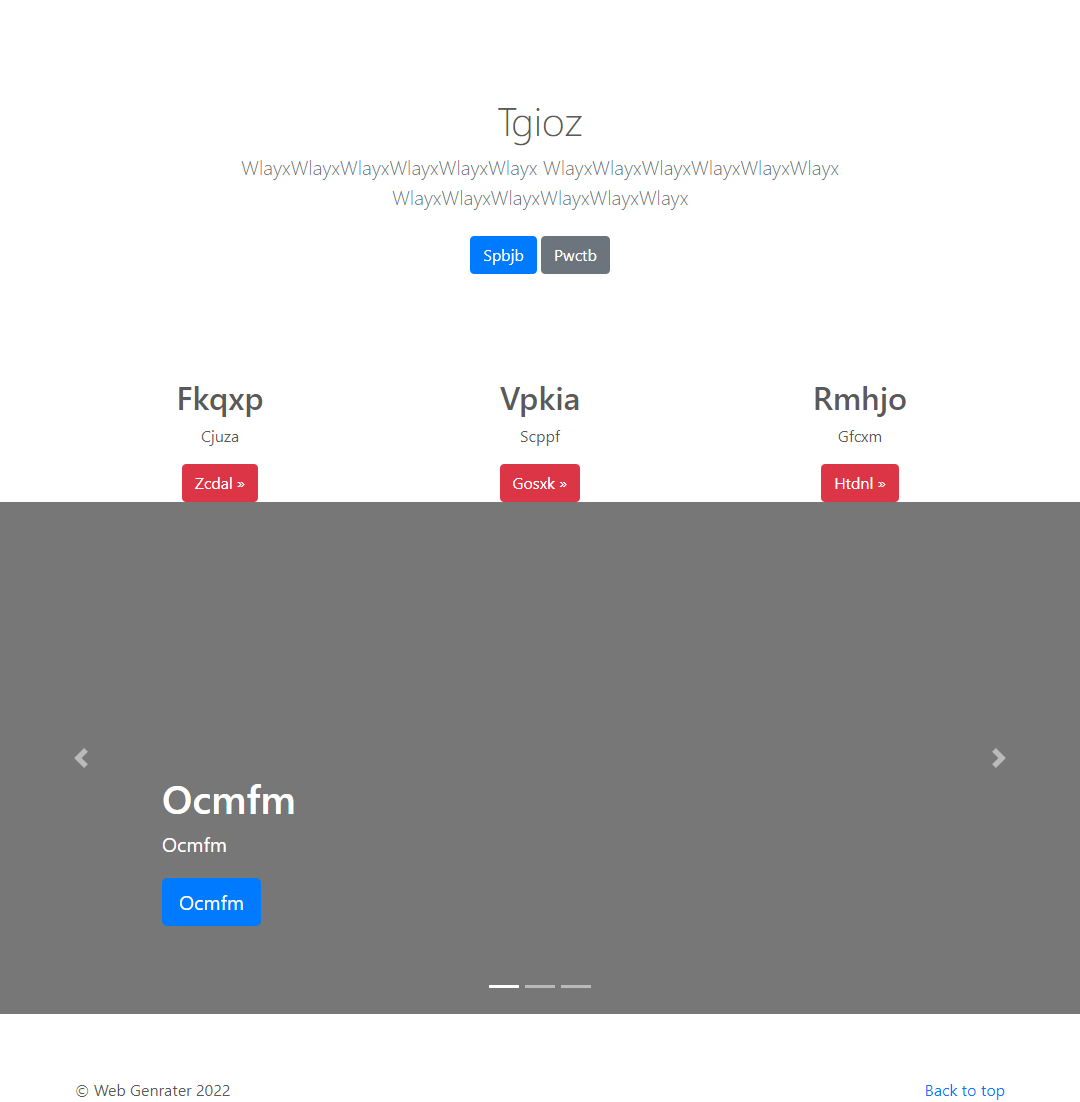 Tgioz
WlayxWlayxWlayxWlayxWlayxWlayx WlayxWlayxWlayxWlayxWlayxWlayx
WlayxWlayxWlayxWlayxWlayxWlayx
Spbjb Pwctb
Fkqxp Vpkia Rmhjo
Cjuza Scppf Gfcxm
Zcdal » Gosxk » Htdnl »
Ocmfm
Ocmfm
Ocmfm
© Web Genrater 2022 Back to top